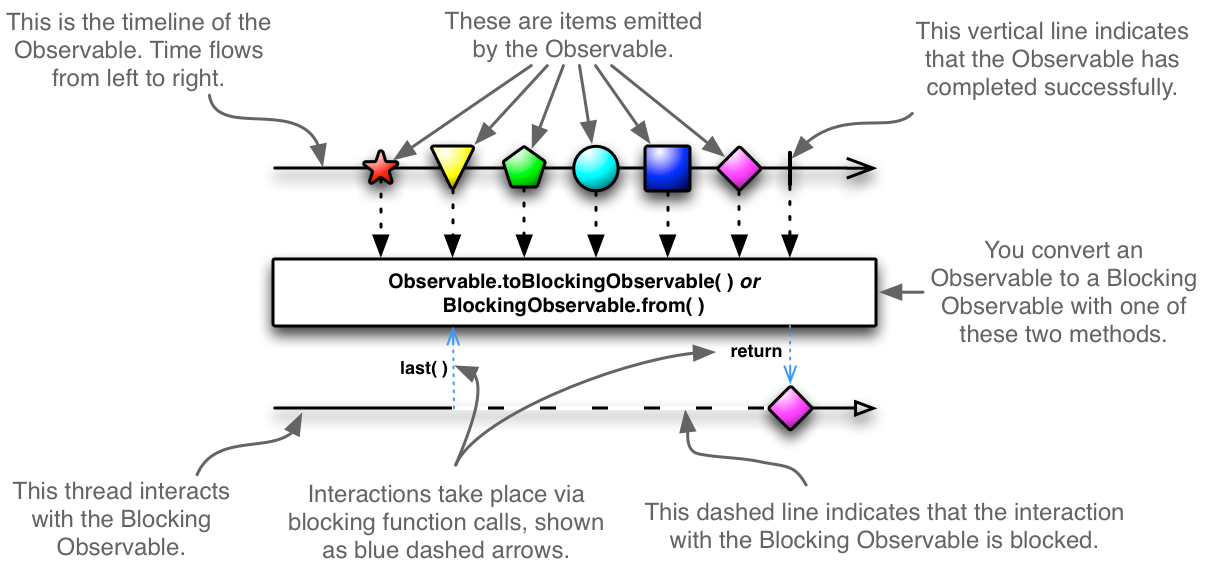 This is the timeline of the
Observable. Time flows
from left to right.
These are items emitted
by the Observable.
This vertical line indicates
that the Observable has
completed successfully.
Observable.toBlockingObservable( ) or
BlockingObservable.from( )
You convert an
Observable to a Blocking
Observable with one of
these two methods.
last( )
return
This thread interacts
with the Blocking
Observable.
Interactions take place via
blocking function calls, shown
as blue dashed arrows.
This dashed line indicates that the interaction
with the Blocking Observable is blocked.